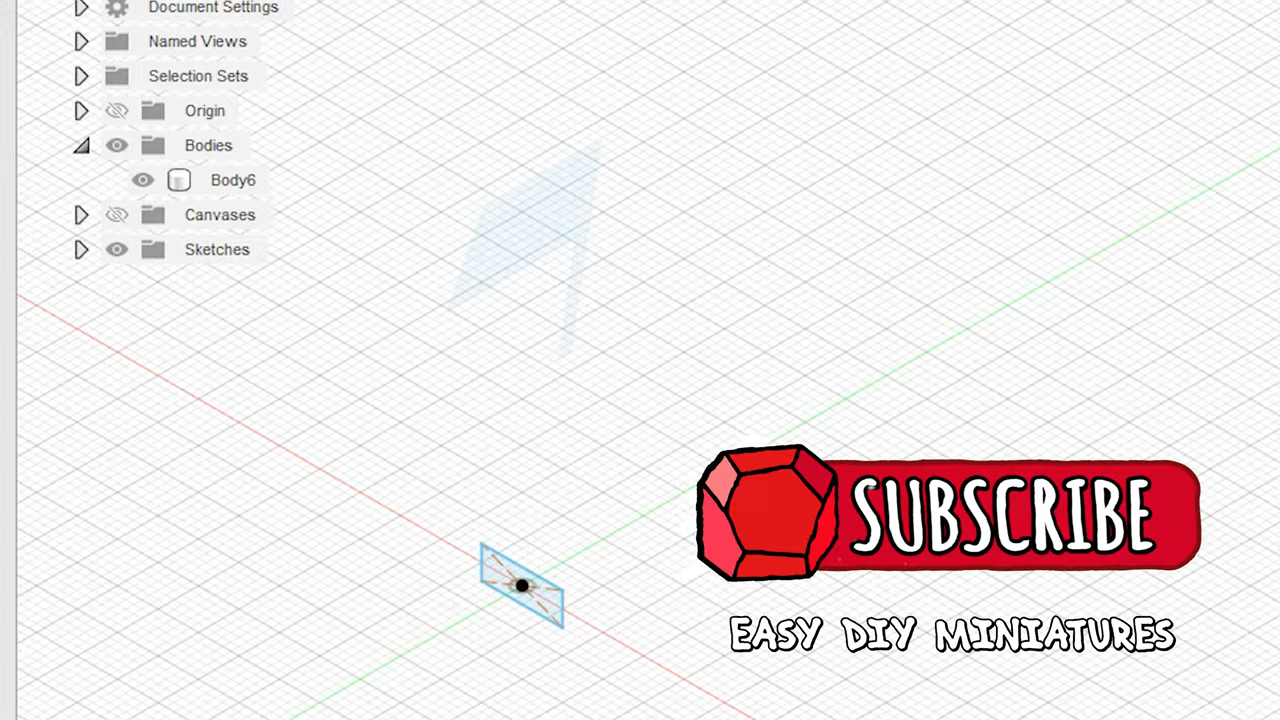 Document Settings
Named Views
Selection Sets
Origin
Bodies
Body6
Canvases
Sketches
SUBSCRIBE
EASY DIY MINIATURES